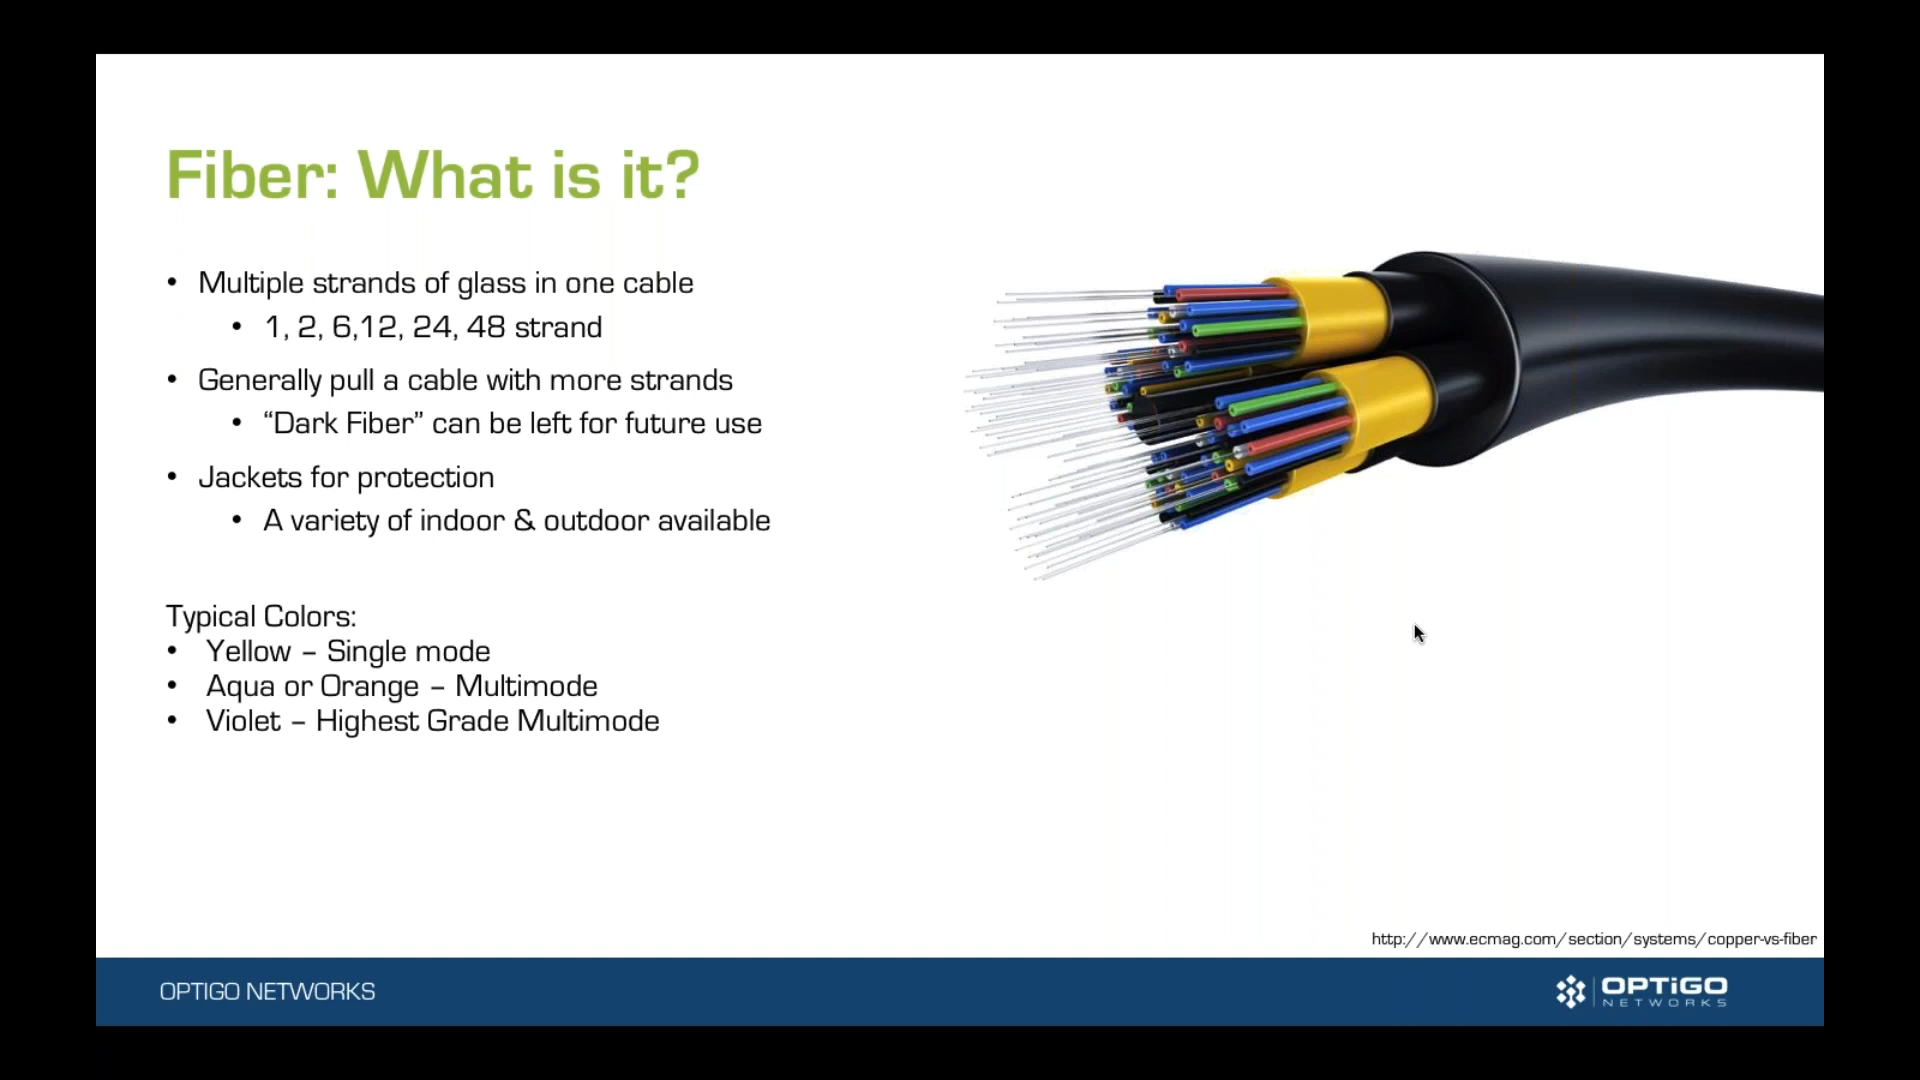 Fiber: What is it?
• Multiple strands of glass in one cable
• 1, 2, 6,12, 24, 48 strand
• Generally pull a cable with more strands
• “Dark Fiber” can be left for future use
• Jackets for protection
• A variety of indoor & outdoor available
Typical Colors:
• Yellow – Single mode
• Aqua or Orange – Multimode
• Violet – Highest Grade Multimode
http://www.ecmag.com/section/systems/copper-vs-fiber
OPTIGO NETWORKS
OPTiGO
NETWORKS